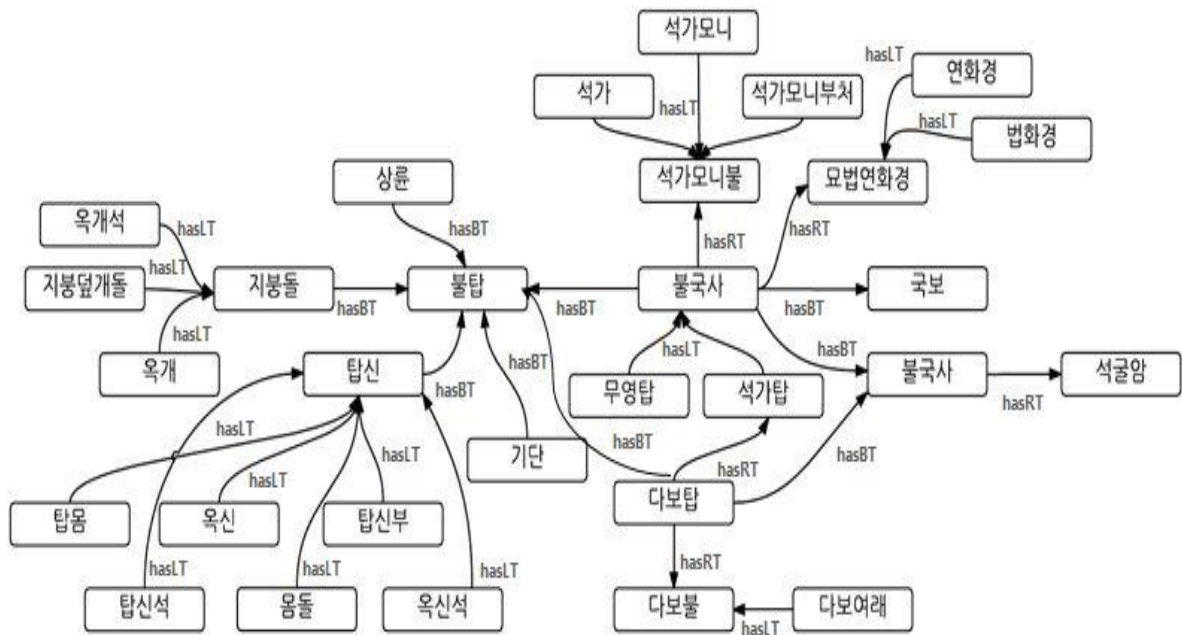 석가모니
hasLT
연화경
석가
hasLT
석가모니부처
hasLT
법화경
상륜
석가모니불
묘법연화경
옥개석
hasLT
hasBT
hasRT
hasRT
지붕덮개돌
hasLT
지붕돌
hasBT
불탑
hasBT
불국사
hasBT
국보
hasLT
옥개
탑신
hasBT
hasBT
hasLT
무영탑
석가탑
hasBT
불국사
hasRT
석굴암
hasLT
hasLT
hasLT
기단
hasBT
hasRT
hasBT
탑몸
옥신
탑신부
다보탑
hasLT
hasLT
hasLT
hasRT
탑신석
몸돌
옥신석
다보불
hasLT
다보여래